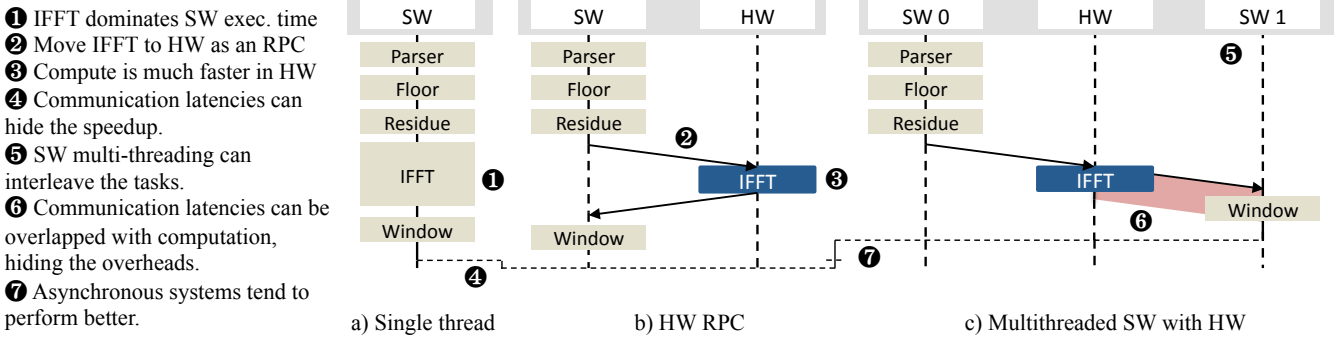 ❶ IFFT dominates SW exec. time
❷ Move IFFT to HW as an RPC
❸ Compute is much faster in HW
❹ Communication latencies can
hide the speedup.
❺ SW multi-threading can
interleave the tasks.
❻ Communication latencies can be
overlapped with computation,
hiding the overheads.
❼ Asynchronous systems tend to
perform better.
SW
Parser
Floor
Residue
IFFT
❶
Window
❹
a) Single thread
SW
HW
Parser
Floor
Residue
❷
IFFT
❸
Window
b) HW RPC
❼
SW 0
HW
SW 1
❺
Parser
Floor
Residue
IFFT
❻
Window
c) Multithreaded SW with HW